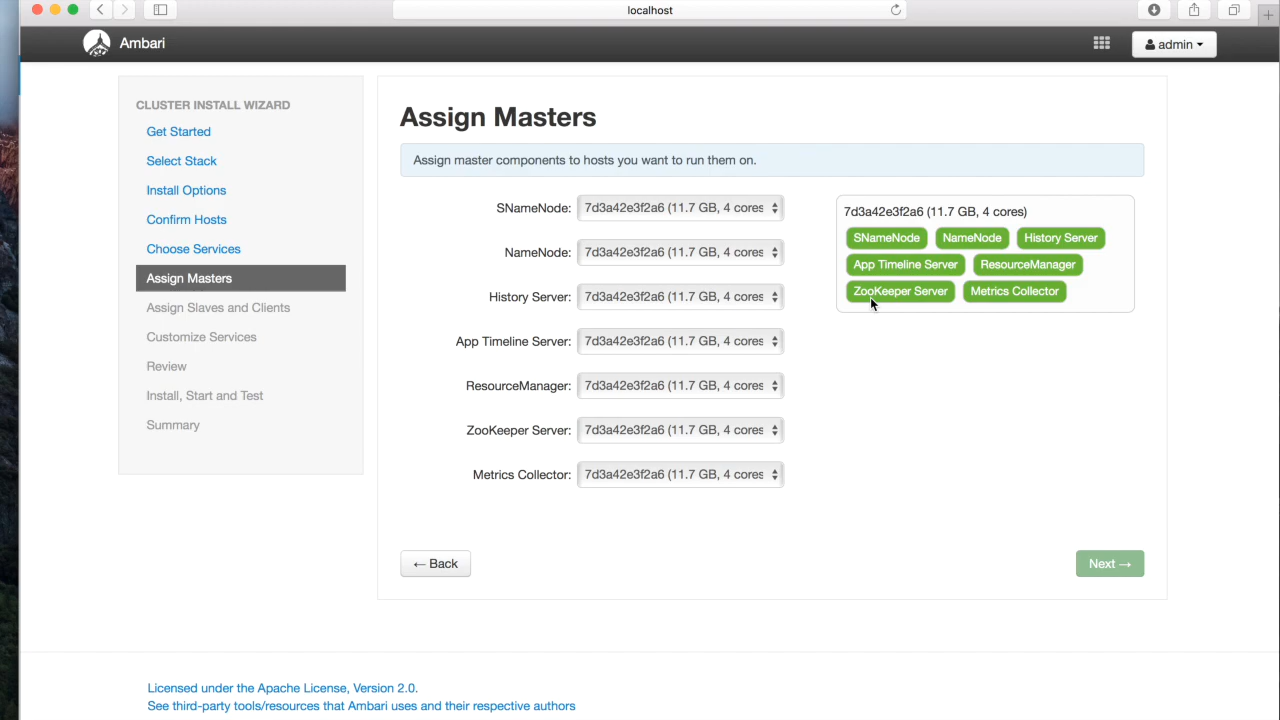 localhost
Ambari
admin
CLUSTER INSTALL WIZARD
Get Started
Select Stack
Install Options
Confirm Hosts
Choose Services
Assign Masters
Assign Slaves and Clients
Customize Services
Review
Install, Start and Test
Summary
Assign Masters
Assign master components to hosts you want to run them on.
SNameNode: 7d3a42e3f2a6 (11.7 GB, 4 cores
NameNode: 7d3a42e3f2a6 (11.7 GB, 4 cores
History Server: 7d3a42e3f2a6 (11.7 GB, 4 cores
App Timeline Server: 7d3a42e3f2a6 (11.7 GB, 4 cores
ResourceManager: 7d3a42e3f2a6 (11.7 GB, 4 cores
ZooKeeper Server: 7d3a42e3f2a6 (11.7 GB, 4 cores
Metrics Collector: 7d3a42e3f2a6 (11.7 GB, 4 cores
7d3a42e3f2a6 (11.7 GB, 4 cores)
SNameNode NameNode History Server
App Timeline Server ResourceManager
ZooKeeper Server Metrics Collector
← Back
Next →
Licensed under the Apache License, Version 2.0.
See third-party tools/resources that Ambari uses and their respective authors